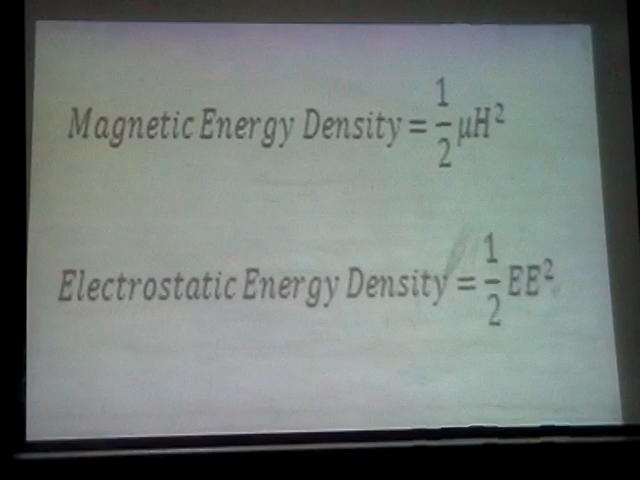 Magnetic Energy Density = 1/2 μH²
Electrostatic Energy Density = 1/2 EE²